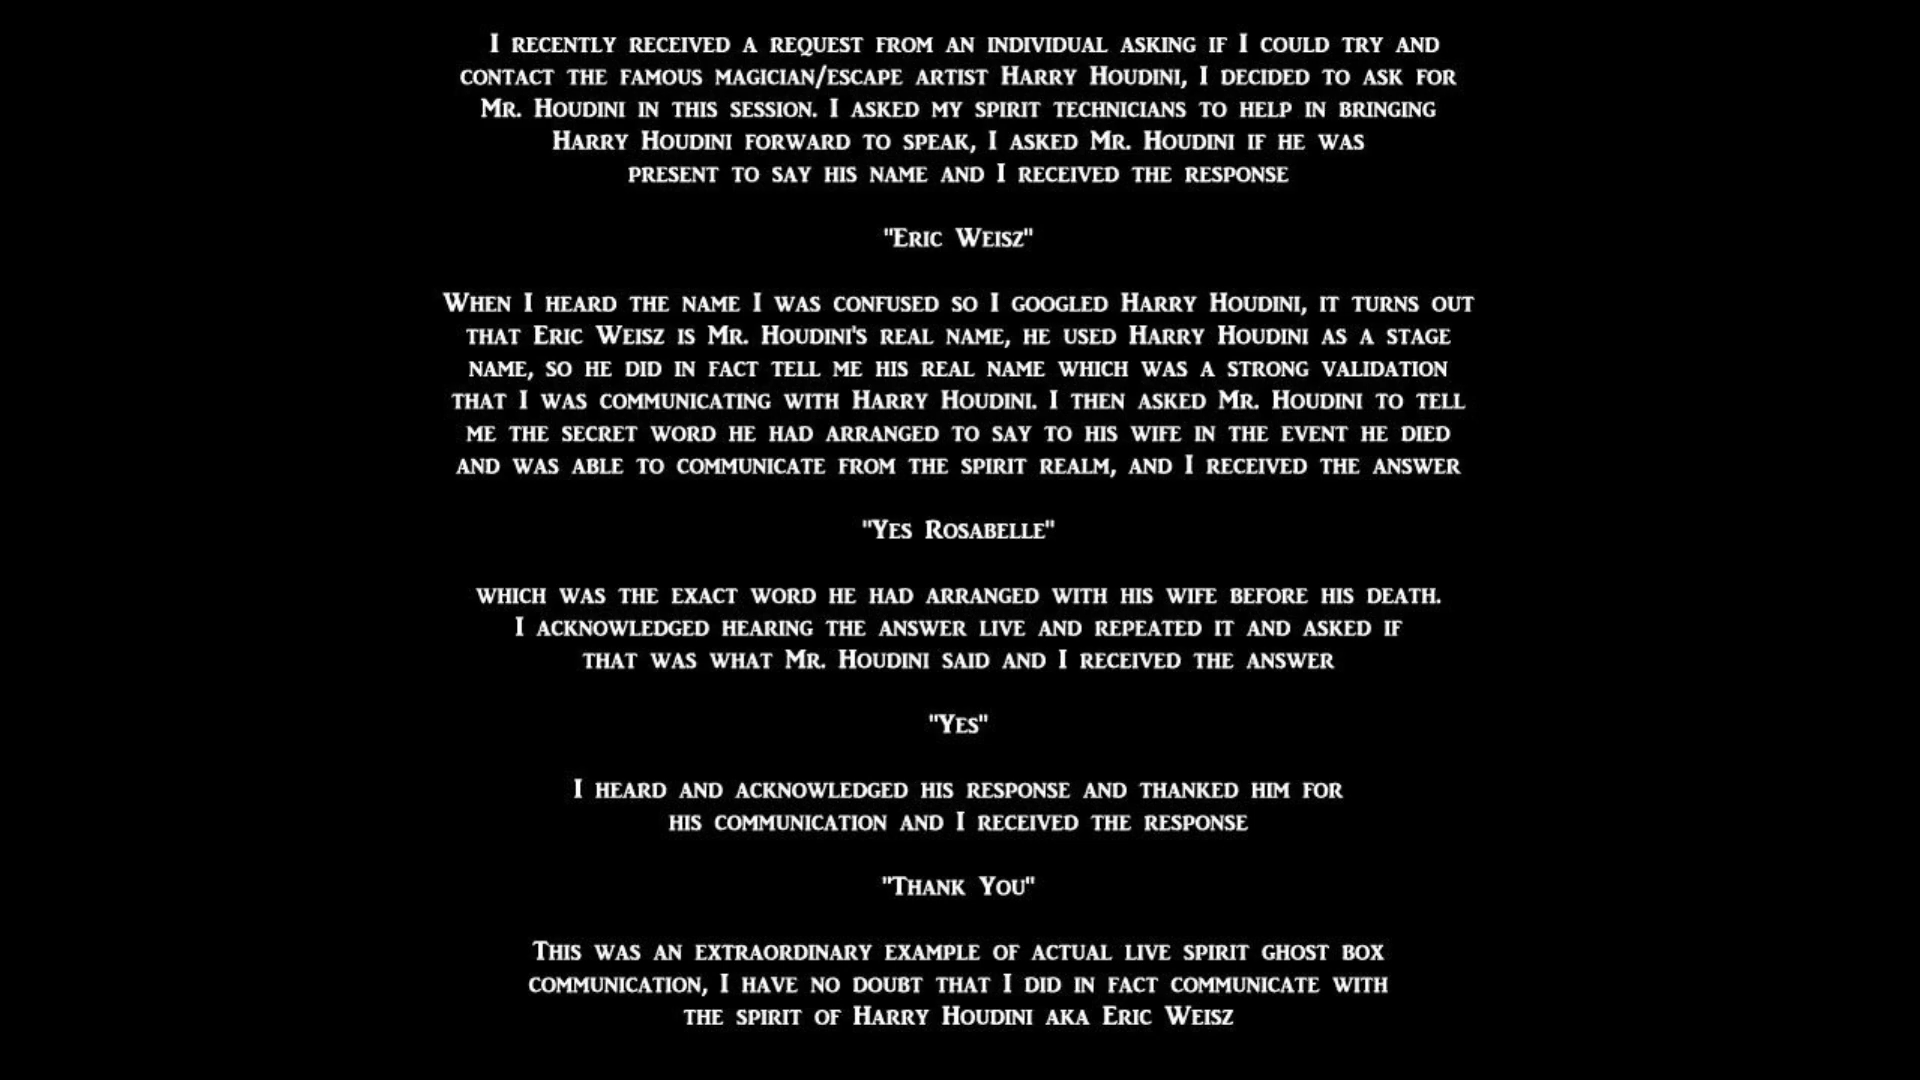 I recently received a request from an individual asking if I could try and
contact the famous magician/escape artist Harry Houdini, I decided to ask for
Mr. Houdini in this session. I asked my spirit technicians to help in bringing
Harry Houdini forward to speak, I asked Mr. Houdini if he was
present to say his name and I received the response
"Eric Weisz"
When I heard the name I was confused so I googled Harry Houdini, it turns out
that Eric Weisz is Mr. Houdini's real name, he used Harry Houdini as a stage
name, so he did in fact tell me his real name which was a strong validation
that I was communicating with Harry Houdini. I then asked Mr. Houdini to tell
me the secret word he had arranged to say to his wife in the event he died
and was able to communicate from the spirit realm, and I received the answer
"Yes Rosabelle"
which was the exact word he had arranged with his wife before his death.
I acknowledged hearing the answer live and repeated it and asked if
that was what Mr. Houdini said and I received the answer
"Yes"
I heard and acknowledged his response and thanked him for
his communication and I received the response
"Thank You"
This was an extraordinary example of actual live spirit ghost box
communication, I have no doubt that I did in fact communicate with
the spirit of Harry Houdini aka Eric Weisz